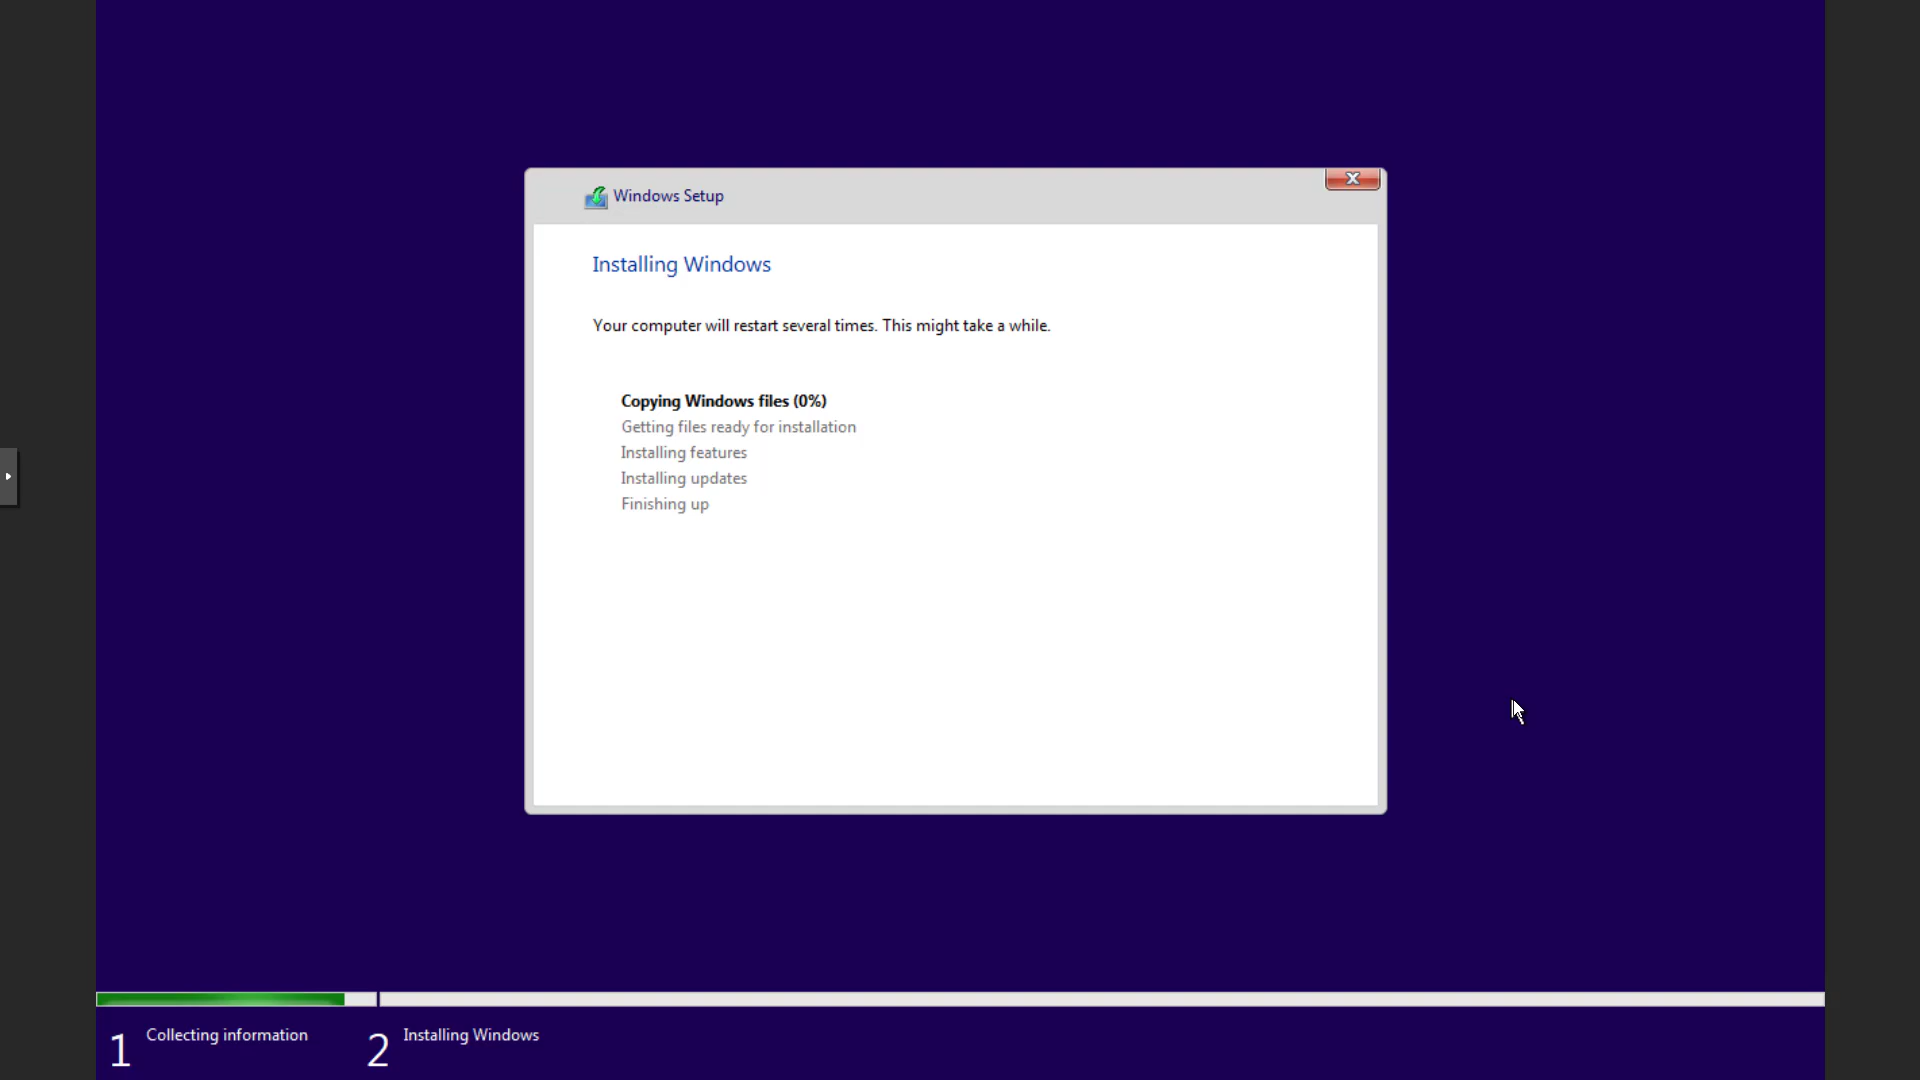 Windows Setup
Installing Windows
Your computer will restart several times. This might take a while.
Copying Windows files (0%)
Getting files ready for installation
Installing features
Installing updates
Finishing up
1 Collecting information 2 Installing Windows